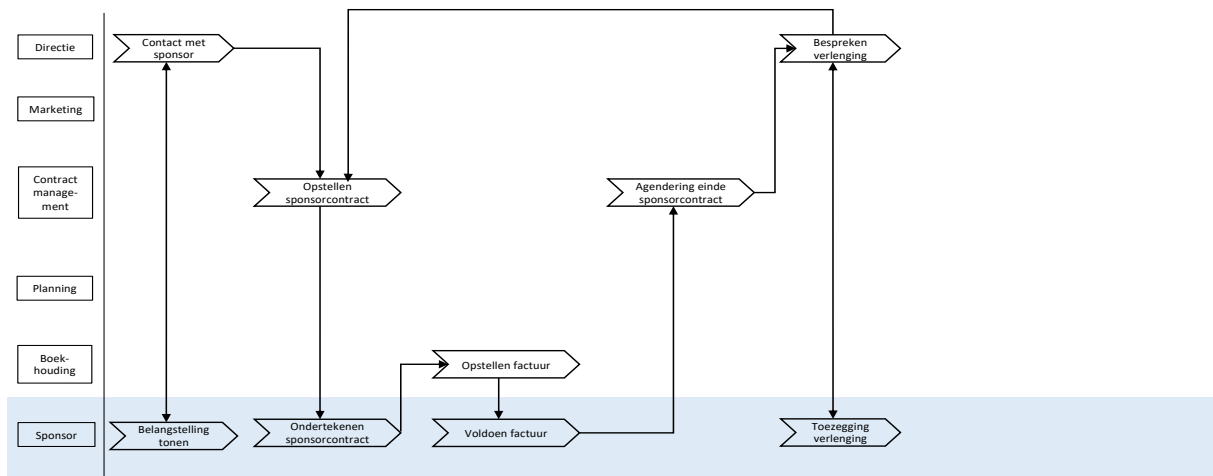 Directie
Contact met
sponsor
Bespreken
verlenging
Marketing
Contract
manage-
ment
Opstellen
sponsorcontract
Agendering einde
sponsorcontract
Planning
Boek-
houding
Opstellen factuur
Sponsor
Belangstelling
tonen
Ondertekenen
sponsorcontract
Voldoen factuur
Toezegging
verlenging